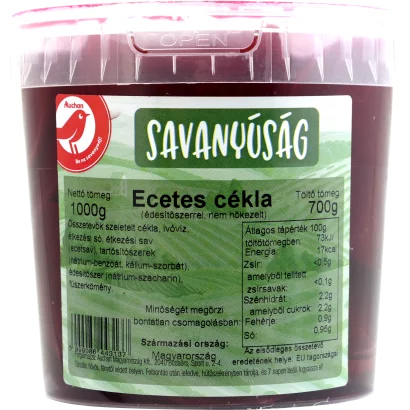 OPEN
Auchan
SAVANYÚSÁG
Nettó tömeg:
1000g
Ecetes cékla
(édesítőszerrel, nem hőkezelt)
Töltő tömeg:
700g
Összetevők szeletelt cékla, ivóvíz,
étkezési só, étkezési sav
(ecetsav), tartósítószerek
(nátrium-benzoát, kálium-szorbát),
édesítőszer (nátrium-szacharin),
fűszerkömény
Átlagos tápérték 100g
töltőtömegben:
73kJ/
Energia: 17kcal
Zsír: <0,5g
amelyből telített
zsírsavak: <0,1g
Szénhidrát: 2,2g
amelyből cukrok: 2,2g
Fehérje: 0,9g
Só: 0,95g
Minőségét megőrzi
bontatlan csomagolásban:
Származási ország:
Magyarország
Az elsődleges összetevő
eredetének helye: EU tagországai